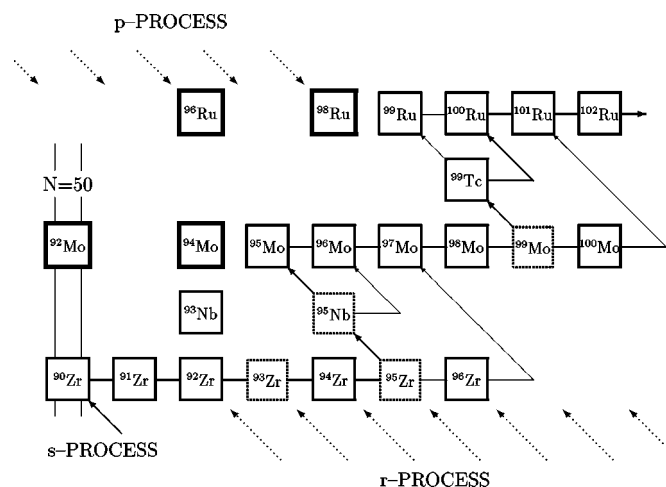 p–PROCESS
⁹⁶Ru ⁹⁸Ru ⁹⁹Ru ¹⁰⁰Ru ¹⁰¹Ru ¹⁰²Ru
⁹⁹Tc
N=50
⁹²Mo ⁹⁴Mo ⁹⁵Mo ⁹⁶Mo ⁹⁷Mo ⁹⁸Mo ⁹⁹Mo ¹⁰⁰Mo
⁹³Nb ⁹⁵Nb
⁹⁰Zr ⁹¹Zr ⁹²Zr ⁹³Zr ⁹⁴Zr ⁹⁵Zr ⁹⁶Zr
s–PROCESS
r–PROCESS